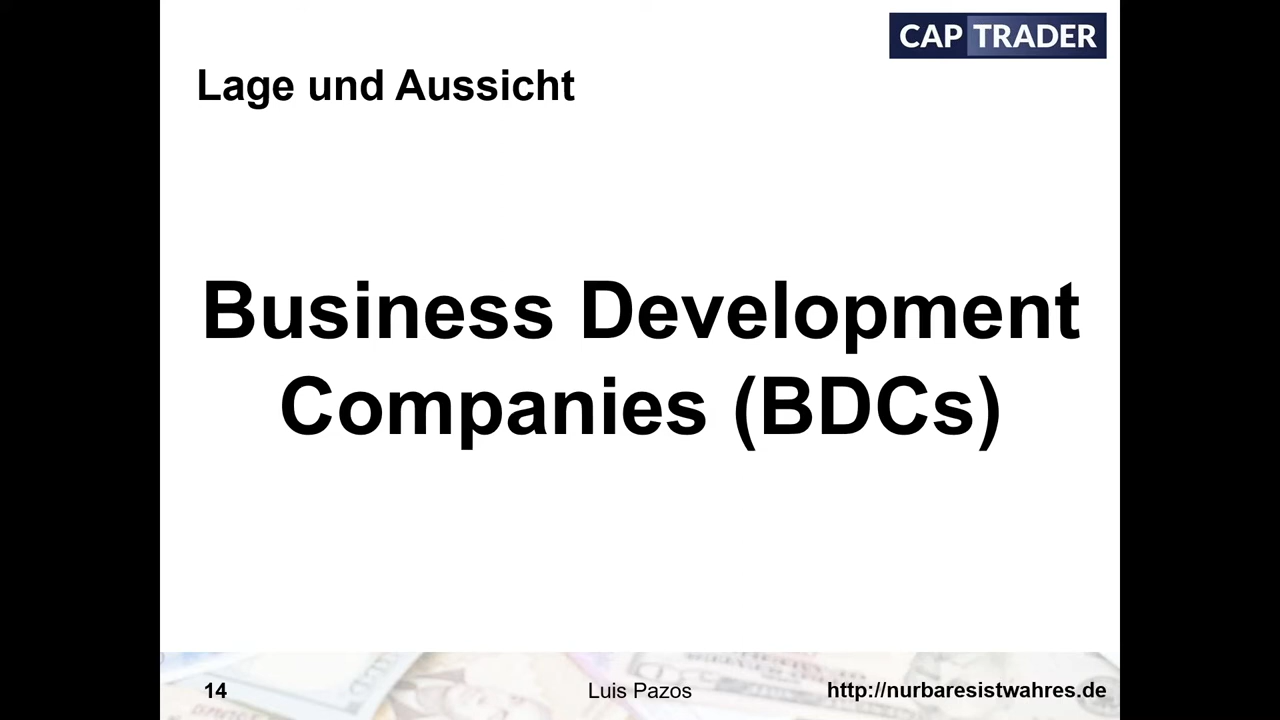 CAP TRADER
Lage und Aussicht
Business Development
Companies (BDCs)
14
Luis Pazos
http://nurbaresistwahres.de